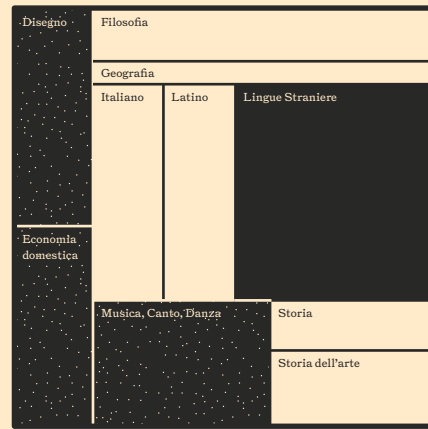 Disegno
Filosofia
Geografia
Italiano
Latino
Lingue Straniere
Economia
domestica
Musica, Canto, Danza
Storia
Storia dell'arte